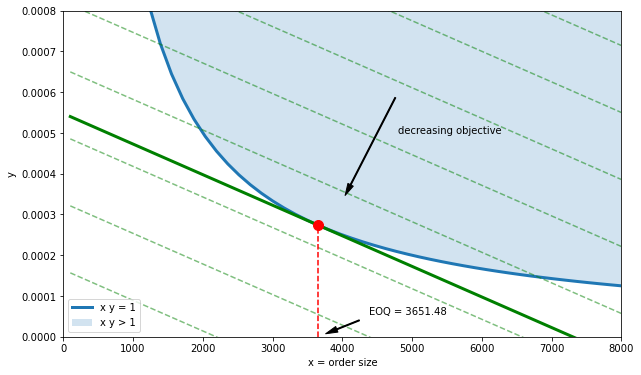 0.0008
0.0007
0.0006
0.0005
0.0004
0.0003
0.0002
0.0001
0.0000
y
decreasing objective
EOQ = 3651.48
x y = 1
x y > 1
0 1000 2000 3000 4000 5000 6000 7000 8000
x = order size